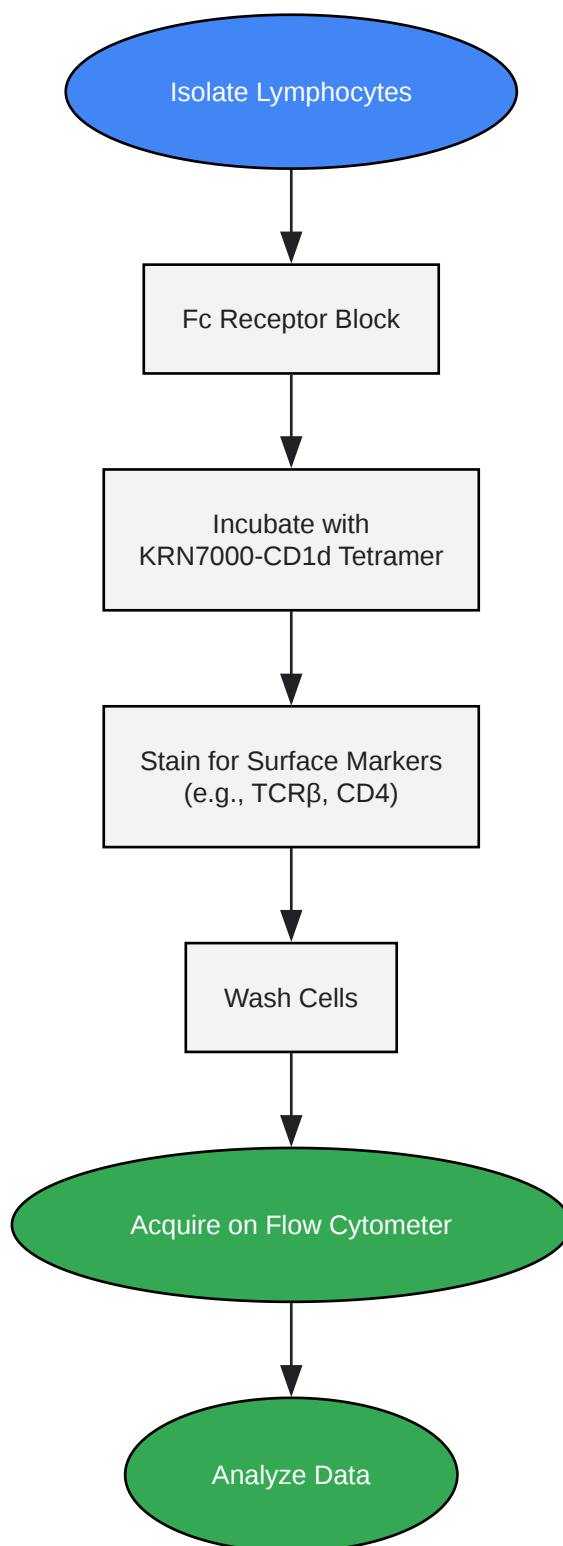 Isolate Lymphocytes
Fc Receptor Block
Incubate with
KRN7000-CD1d Tetramer
Stain for Surface Markers
(e.g., TCRβ, CD4)
Wash Cells
Acquire on Flow Cytometer
Analyze Data